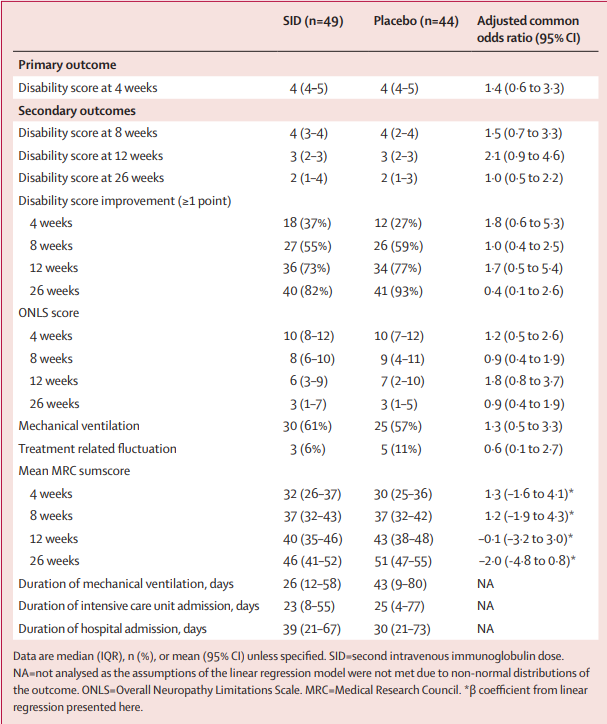 SID (n=49) Placebo (n=44) Adjusted common
odds ratio (95% CI)
Primary outcome
Disability score at 4 weeks 4 (4–5) 4 (4–5) 1·4 (0·6 to 3·3)
Secondary outcomes
Disability score at 8 weeks 4 (3–4) 4 (2–4) 1·5 (0·7 to 3·3)
Disability score at 12 weeks 3 (2–3) 3 (2–3) 2·1 (0·9 to 4·6)
Disability score at 26 weeks 2 (1–4) 2 (1–3) 1·0 (0·5 to 2·2)
Disability score improvement (≥1 point)
4 weeks 18 (37%) 12 (27%) 1·8 (0·6 to 5·3)
8 weeks 27 (55%) 26 (59%) 1·0 (0·4 to 2·5)
12 weeks 36 (73%) 34 (77%) 1·7 (0·5 to 5·4)
26 weeks 40 (82%) 41 (93%) 0·4 (0·1 to 2·6)
ONLS score
4 weeks 10 (8–12) 10 (7–12) 1·2 (0·5 to 2·6)
8 weeks 8 (6–10) 9 (4–11) 0·9 (0·4 to 1·9)
12 weeks 6 (3–9) 7 (2–10) 1·8 (0·8 to 3·7)
26 weeks 3 (1–7) 3 (1–5) 0·9 (0·4 to 1·9)
Mechanical ventilation 30 (61%) 25 (57%) 1·3 (0·5 to 3·3)
Treatment related fluctuation 3 (6%) 5 (11%) 0·6 (0·1 to 2·7)
Mean MRC sumscore
4 weeks 32 (26–37) 30 (25–36) 1·3 (–1·6 to 4·1)*
8 weeks 37 (32–43) 37 (32–42) 1·2 (–1·9 to 4·3)*
12 weeks 40 (35–46) 43 (38–48) –0·1 (–3·2 to 3·0)*
26 weeks 46 (41–52) 51 (47–55) –2·0 (-4·8 to 0·8)*
Duration of mechanical ventilation, days 26 (12–58) 43 (9–80) NA
Duration of intensive care unit admission, days 23 (8–55) 25 (4–77) NA
Duration of hospital admission, days 39 (21–67) 30 (21–73) NA
Data are median (IQR), n (%), or mean (95% CI) unless specified. SID=second intravenous immunoglobulin dose.
NA=not analysed as the assumptions of the linear regression model were not met due to non-normal distributions of
the outcome. ONLS=Overall Neuropathy Limitations Scale. MRC=Medical Research Council. *β coefficient from linear
regression presented here.